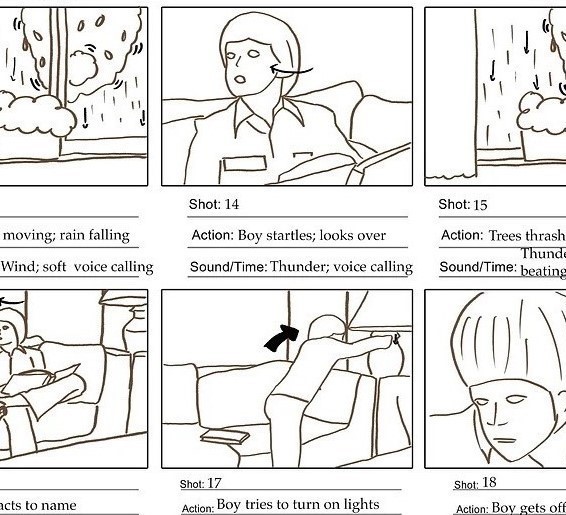 Shot: 14
Shot: 15
moving; rain falling
Action: Boy startles; looks over
Action: Trees thrash
Wind; soft voice calling
Sound/Time: Thunder; voice calling
Sound/Time:
beating
Shot: 17
Shot: 18
to name
Action: Boy tries to turn on lights
Action: Boy gets off